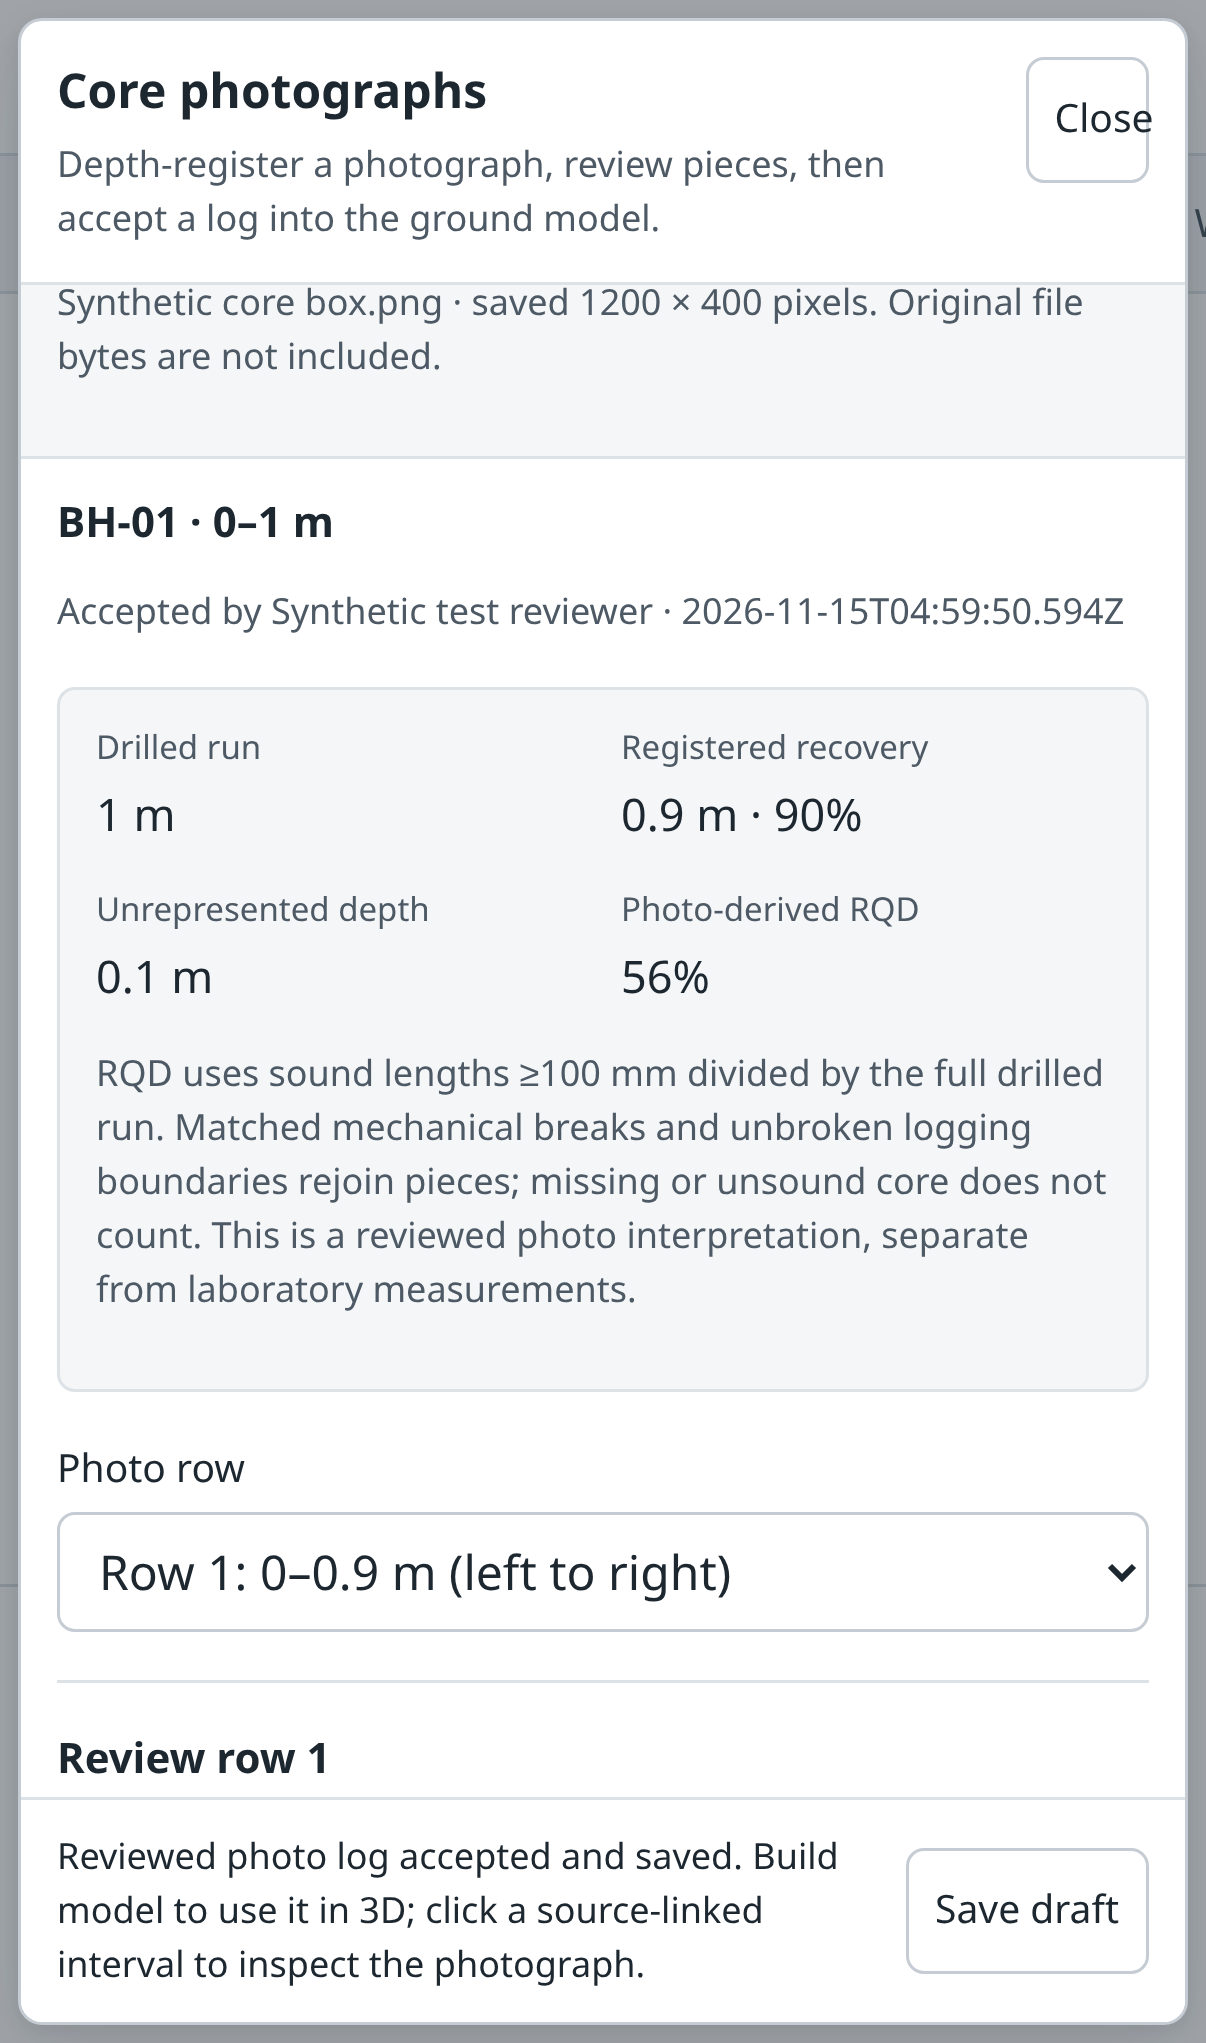 Core photographs
Close
Depth-register a photograph, review pieces, then
accept a log into the ground model.
Synthetic core box.png · saved 1200 × 400 pixels. Original file
bytes are not included.
BH-01 · 0–1 m
Accepted by Synthetic test reviewer · 2026-11-15T04:59:50.594Z
Drilled run
1 m
Registered recovery
0.9 m · 90%
Unrepresented depth
0.1 m
Photo-derived RQD
56%
RQD uses sound lengths ≥100 mm divided by the full drilled
run. Matched mechanical breaks and unbroken logging
boundaries rejoin pieces; missing or unsound core does not
count. This is a reviewed photo interpretation, separate
from laboratory measurements.
Photo row
Row 1: 0–0.9 m (left to right)
Review row 1
Reviewed photo log accepted and saved. Build
model to use it in 3D; click a source-linked
interval to inspect the photograph.
Save draft